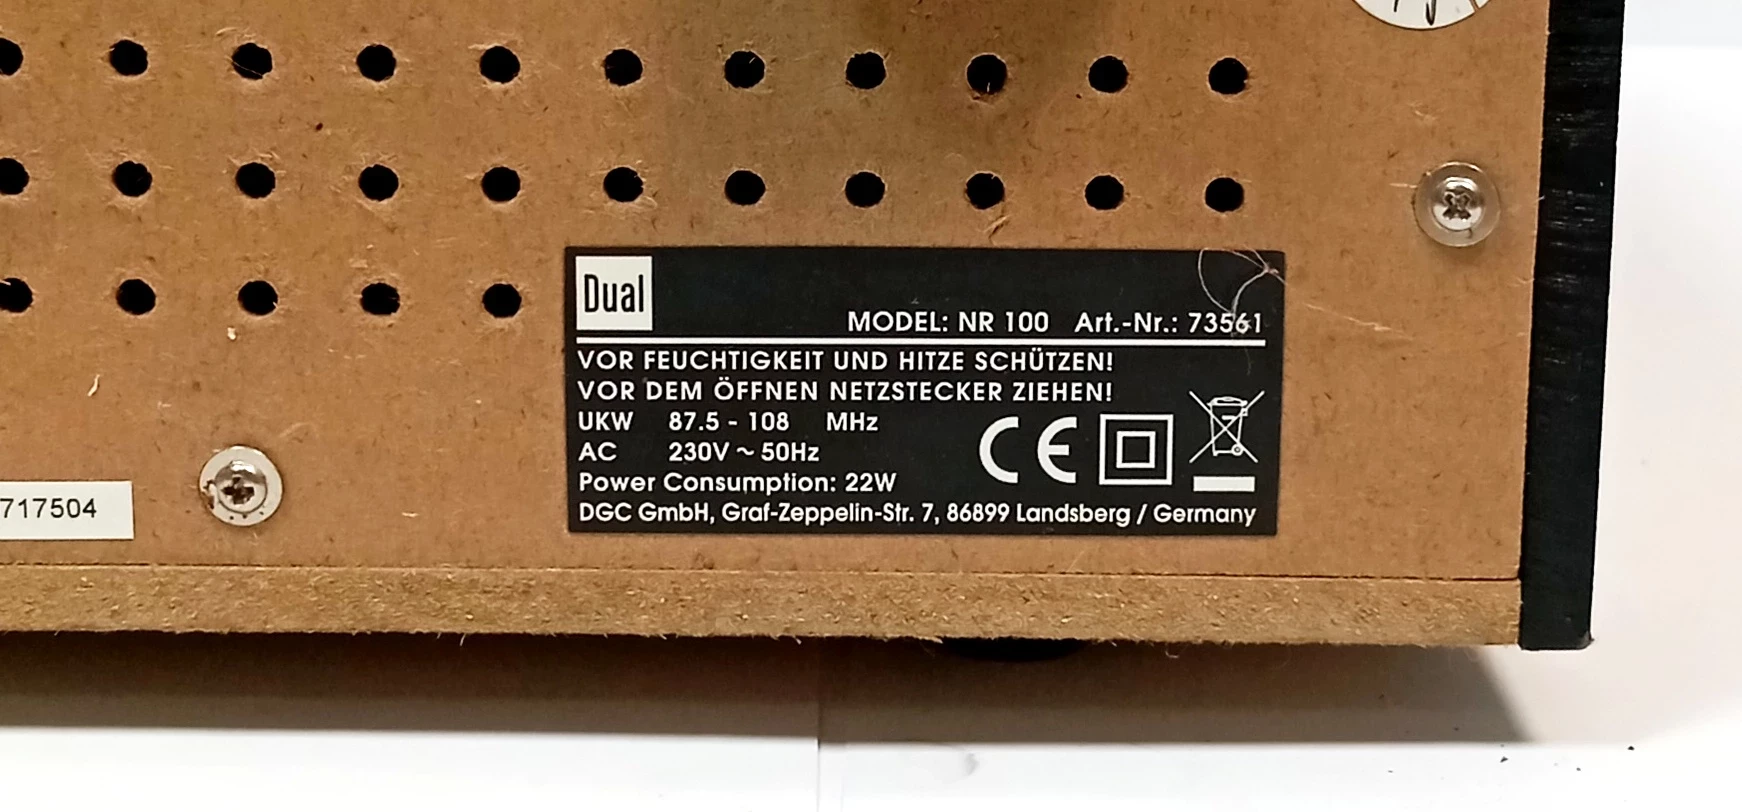 Dual
MODEL: NR 100 Art.-Nr.: 73561
VOR FEUCHTIGKEIT UND HITZE SCHÜTZEN!
VOR DEM ÖFFNEN NETZSTECKER ZIEHEN!
UKW 87.5 - 108 MHz
AC 230V ~ 50Hz
Power Consumption: 22W
DGC GmbH, Graf-Zeppelin-Str. 7, 86899 Landsberg / Germany
CE
717504